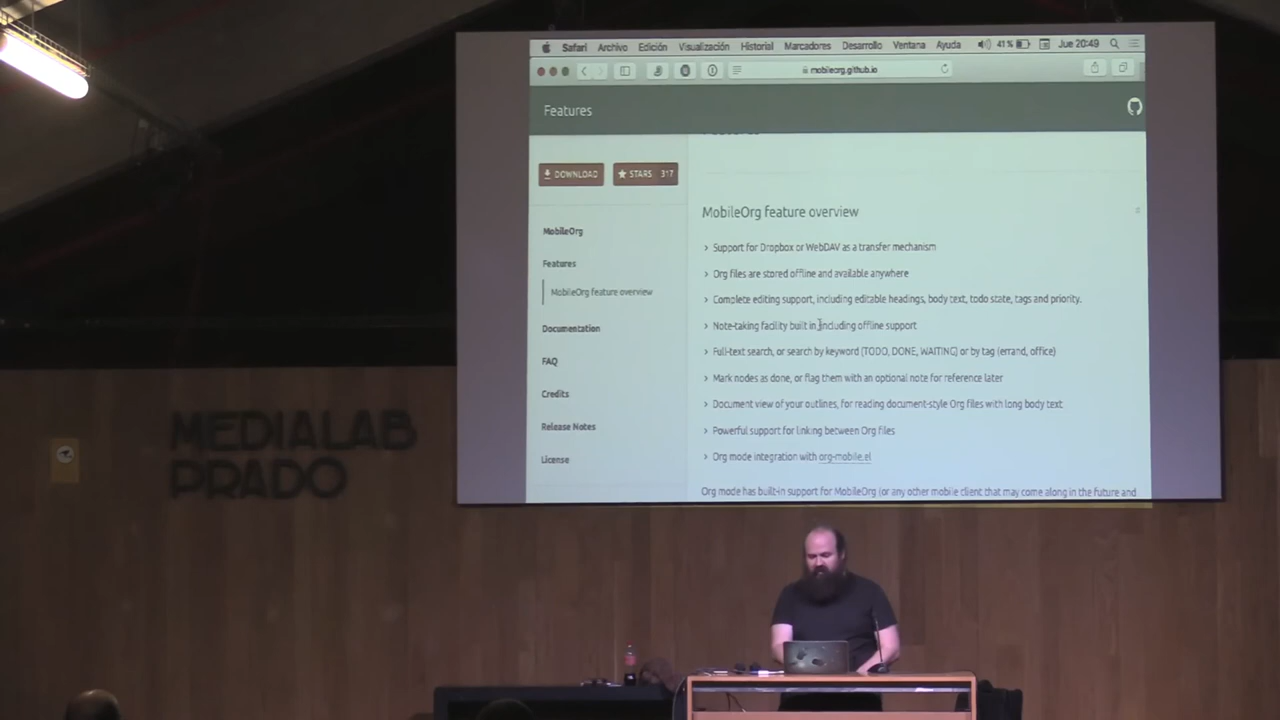 Safari Archivo Edición Visualización Historial Marcadores Desarrollo Ventana Ayuda 41% Jue 20:49
mobileorg.github.io
Features
DOWNLOAD
STARS 317
MobileOrg
Features
MobileOrg feature overview
Documentation
FAQ
Credits
Release Notes
License
MobileOrg feature overview
› Support for Dropbox or WebDAV as a transfer mechanism
› Org files are stored offline and available anywhere
› Complete editing support, including editable headings, body text, todo state, tags and priority.
› Note-taking facility built in, including offline support
› Full-text search, or search by keyword (TODO, DONE, WAITING) or by tag (errand, office)
› Mark nodes as done, or flag them with an optional note for reference later
› Document view of your outlines, for reading document-style Org files with long body text
› Powerful support for linking between Org files
› Org mode integration with org-mobile.el
Org mode has built-in support for MobileOrg (or any other mobile client that may come along in the future and
MEDIALAB
PRADO